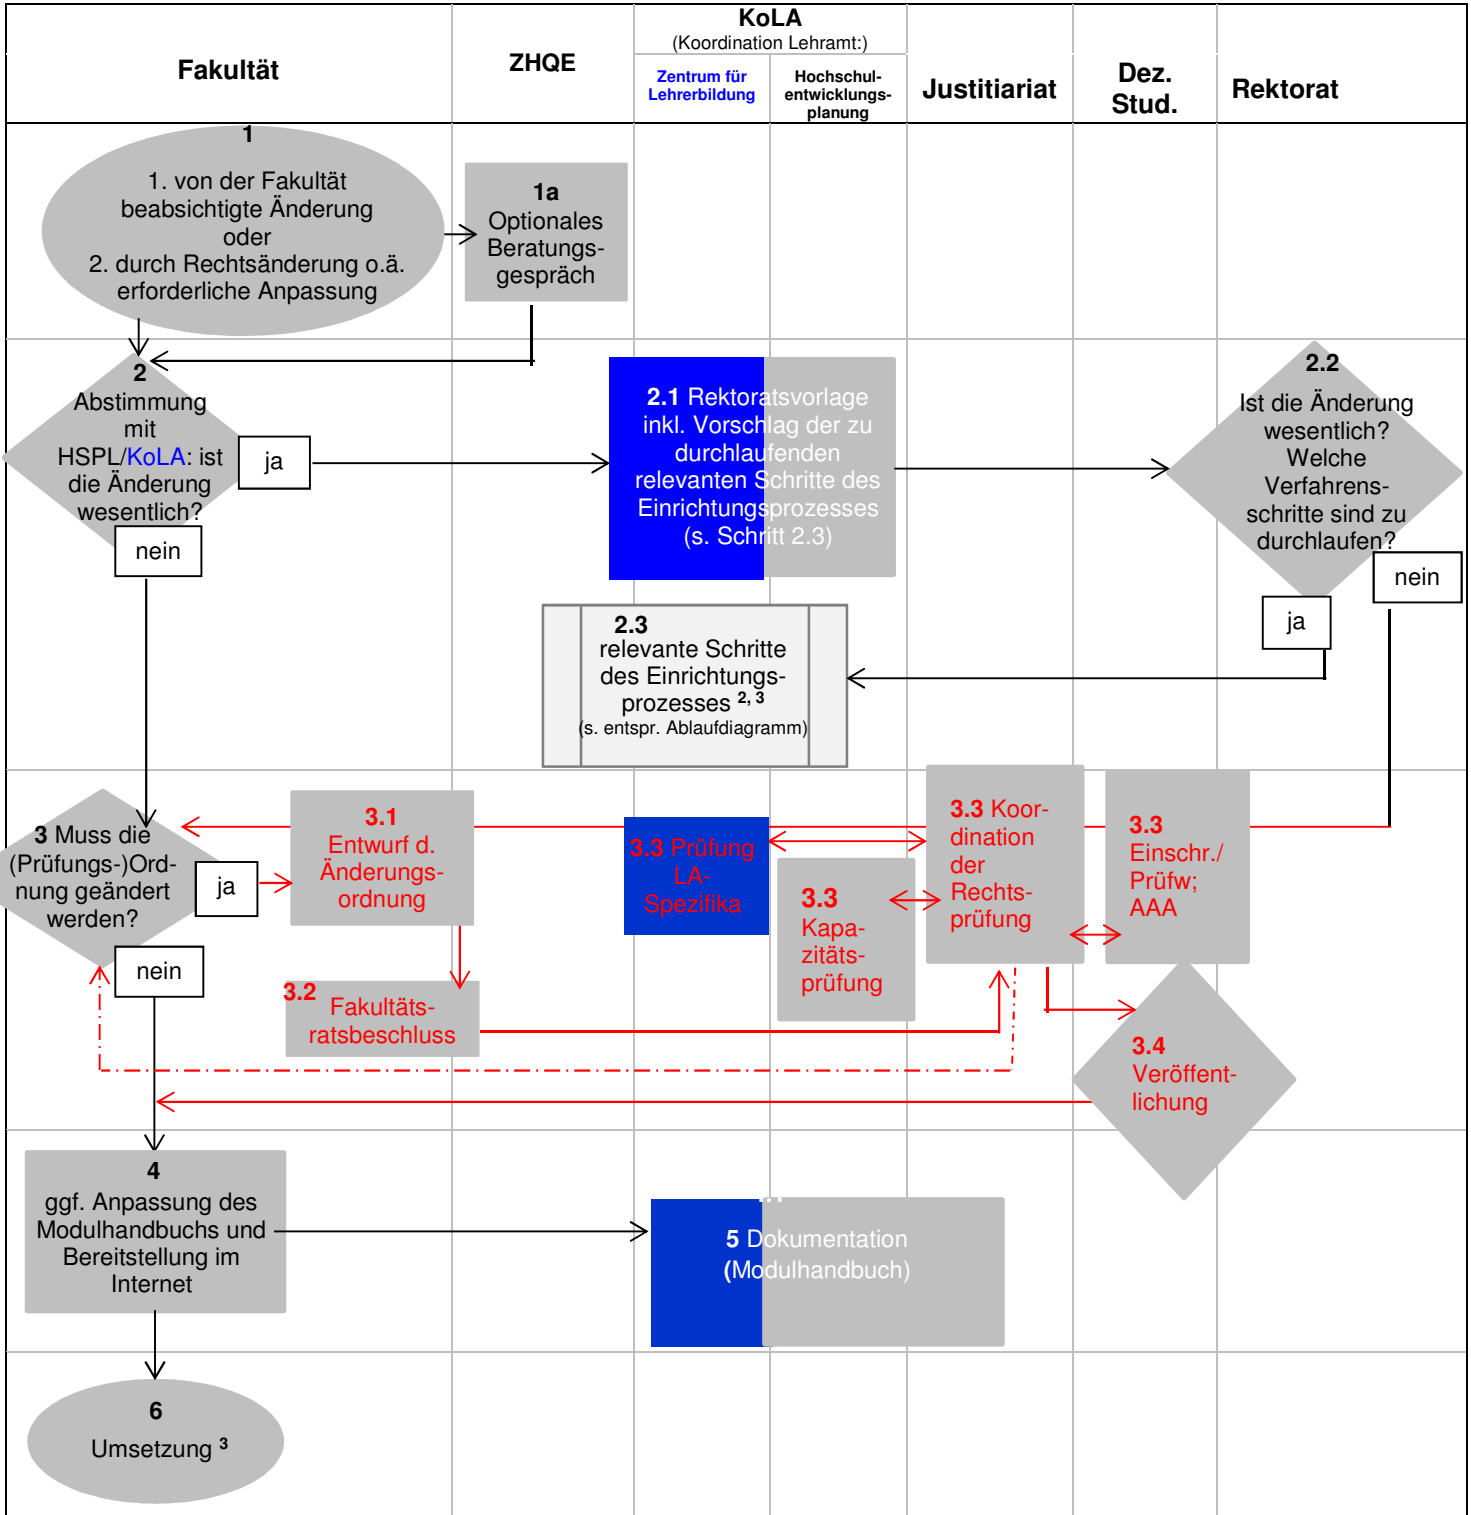 KoLA
(Koordination Lehramt:)
Fakultät
ZHQE
Zentrum für
Lehrerbildung
Hochschul-
entwicklungs-
planung
Justitiariat
Dez.
Stud.
Rektorat
1
1. von der Fakultät
beabsichtigte Änderung
oder
2. durch Rechtsänderung o.ä.
erforderliche Anpassung
1a
Optionales
Beratungs-
gespräch
2
Abstimmung
mit
HSPL/KoLA: ist
die Änderung
wesentlich?
ja
nein
2.1 Rektoratsvorlage
inkl. Vorschlag der zu
durchlaufenden
relevanten Schritte des
Einrichtungsprozesses
(s. Schritt 2.3)
2.2
Ist die Änderung
wesentlich?
Welche
Verfahrens-
schritte sind zu
durchlaufen?
nein
ja
2.3
relevante Schritte
des Einrichtungs-
prozesses 2, 3
(s. entspr. Ablaufdiagramm)
3 Muss die
(Prüfungs-)Ord-
nung geändert
werden?
ja
nein
3.1
Entwurf d.
Änderungs-
ordnung
3.2 Fakultäts-
ratsbeschluss
3.3 Prüfung
LA-
Spezifika
3.3
Kapa-
zitäts-
prüfung
3.3 Koor-
dination
der
Rechts-
prüfung
3.3
Einschr./
Prüfw;
AAA
3.4
Veröffent-
lichung
4
ggf. Anpassung des
Modulhandbuchs und
Bereitstellung im
Internet
5 Dokumentation
(Modulhandbuch)
6
Umsetzung 3